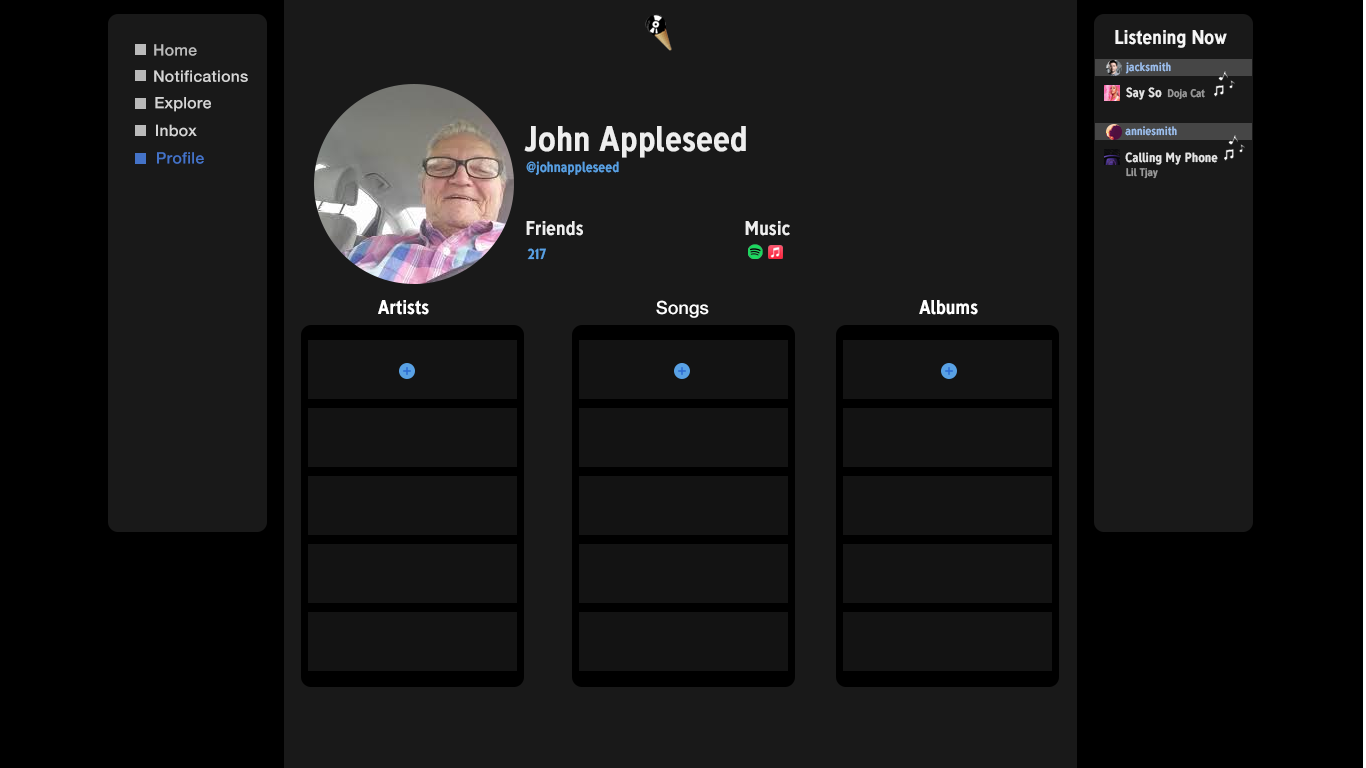 Home
Notifications
Explore
Inbox
Profile
John Appleseed
@johnappleseed
Friends
217
Music
Artists
Songs
Albums
Listening Now
jacksmith
Say So Doja Cat
anniesmith
Calling My Phone
Lil Tjay